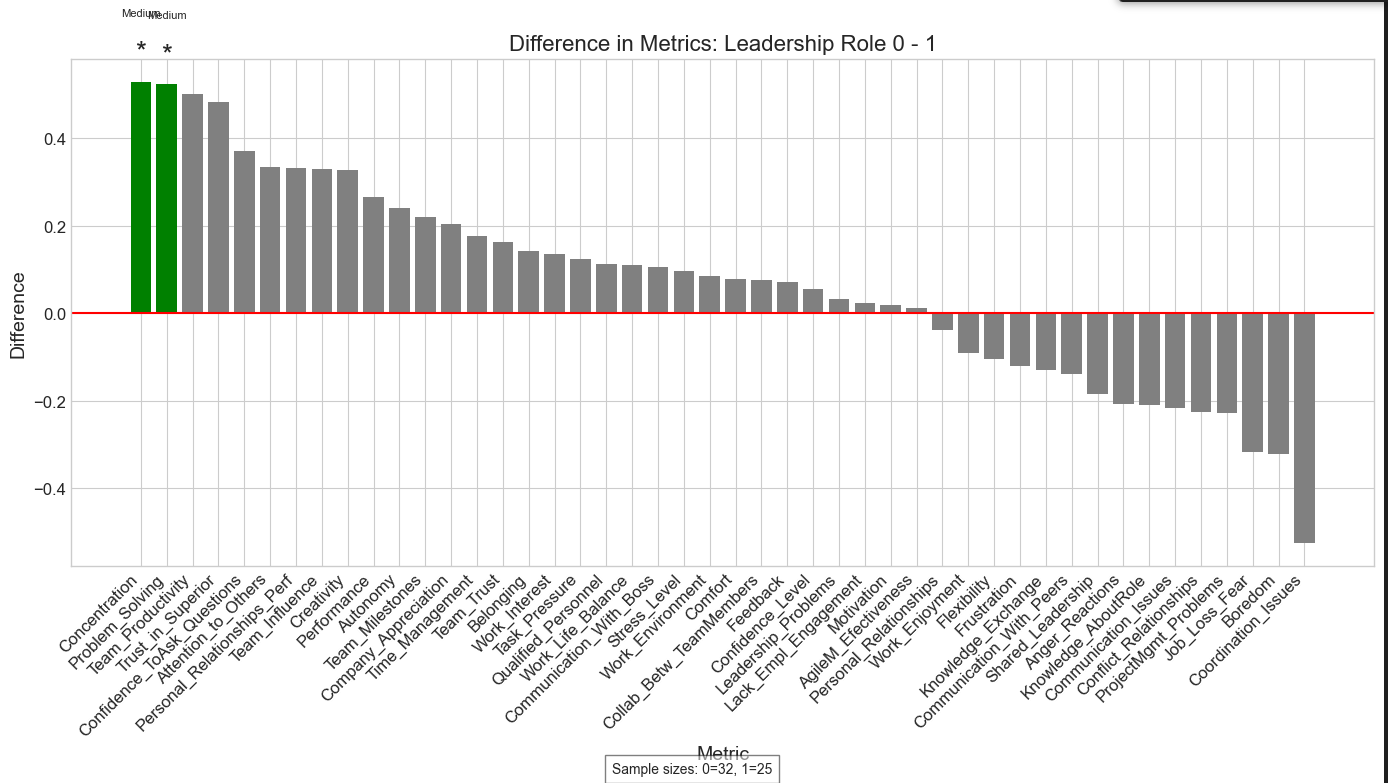 Medium
Medium
* *
Difference in Metrics: Leadership Role 0 - 1
Difference
0.4
0.2
0.0
−0.2
−0.4
Concentration
Problem_Solving
Team_Productivity
Trust_in_Superior
Confidence_ToAsk_Questions
Attention_to_Others
Personal_Relationships_Perf
Team_Influence
Creativity
Performance
Autonomy
Team_Milestones
Company_Appreciation
Time_Management
Team_Trust
Belonging
Work_Interest
Task_Pressure
Qualified_Personnel
Work_Life_Balance
Communication_With_Boss
Stress_Level
Work_Environment
Comfort
Collab_Betw_TeamMembers
Feedback
Confidence_Level
Leadership_Problems
Lack_Empl_Engagement
Motivation
AgileM_Efectiveness
Personal_Relationships
Work_Enjoyment
Flexibility
Frustration
Knowledge_Exchange
Communication_With_Peers
Shared_Leadership
Anger_Reactions
Knowledge_AboutRole
Communication_Issues
Conflict_Relationships
ProjectMgmt_Problems
Job_Loss_Fear
Boredom
Coordination_Issues
Metric
Sample sizes: 0=32, 1=25